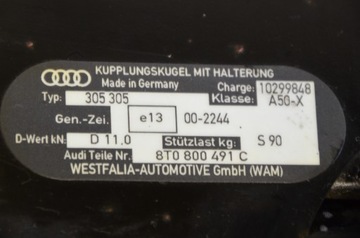 KUPPLUNGSKUGEL MIT HALTERUNG
Made in Germany Charge: 10299848
Typ: 305 305 Klasse: A50-X
Gen.-Zei. e13 00-2244
D-Wert kN: D 11.0 Stützlast kg: S 90
Audi Teile Nr. 8T0 800 491 C
WESTFALIA-AUTOMOTIVE GmbH (WAM)